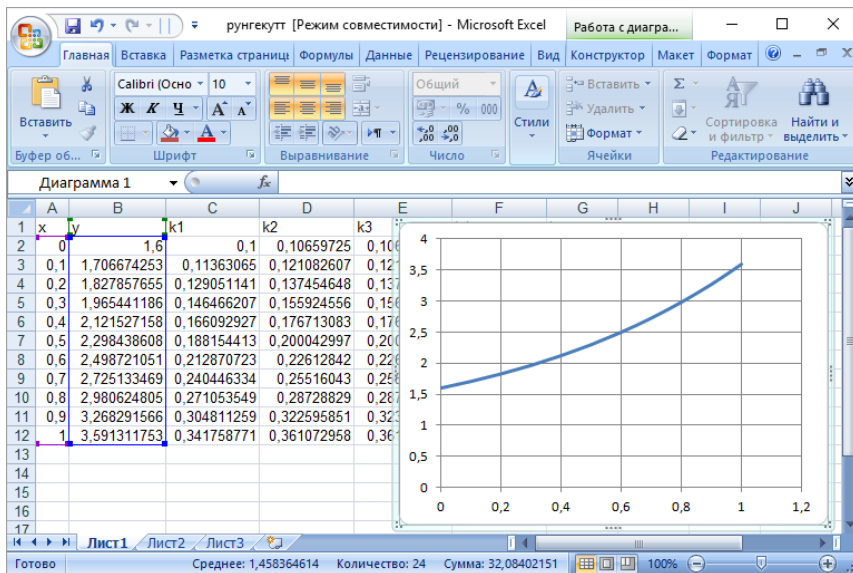 рунгекутт [Режим совместимости] - Microsoft Excel Работа с диагра...
Главная Вставка Разметка страниц Формулы Данные Рецензирование Вид Конструктор Макет Формат
Calibri (Осно 10 Общий Вставить Σ
Ж К Ч A A % 000 Удалить
Вставить Стили Формат Сортировка и фильтр Найти и выделить
Буфер об... Шрифт Выравнивание Число Ячейки Редактирование
Диаграмма 1 fx
A B C D E F G H I J
1 x y k1 k2 k3
2 0 1,6 0,1 0,10659725
3 0,1 1,706674253 0,11363065 0,121082607
4 0,2 1,827857655 0,129051141 0,137454648
5 0,3 1,965441186 0,146466207 0,155924556
6 0,4 2,121527158 0,166092927 0,176713083
7 0,5 2,298438608 0,188154413 0,200042997
8 0,6 2,498721051 0,212870723 0,22612842
9 0,7 2,725133469 0,240446334 0,25516043
10 0,8 2,980624805 0,271053549 0,28728829
11 0,9 3,268291566 0,304811259 0,322595851
12 1 3,591311753 0,341758771 0,361072958
13
14
15
16
17
4
3,5
3
2,5
2
1,5
1
0,5
0
0 0,2 0,4 0,6 0,8 1 1,2
Лист1 Лист2 Лист3
Готово Среднее: 1,458364614 Количество: 24 Сумма: 32,08402151 100%